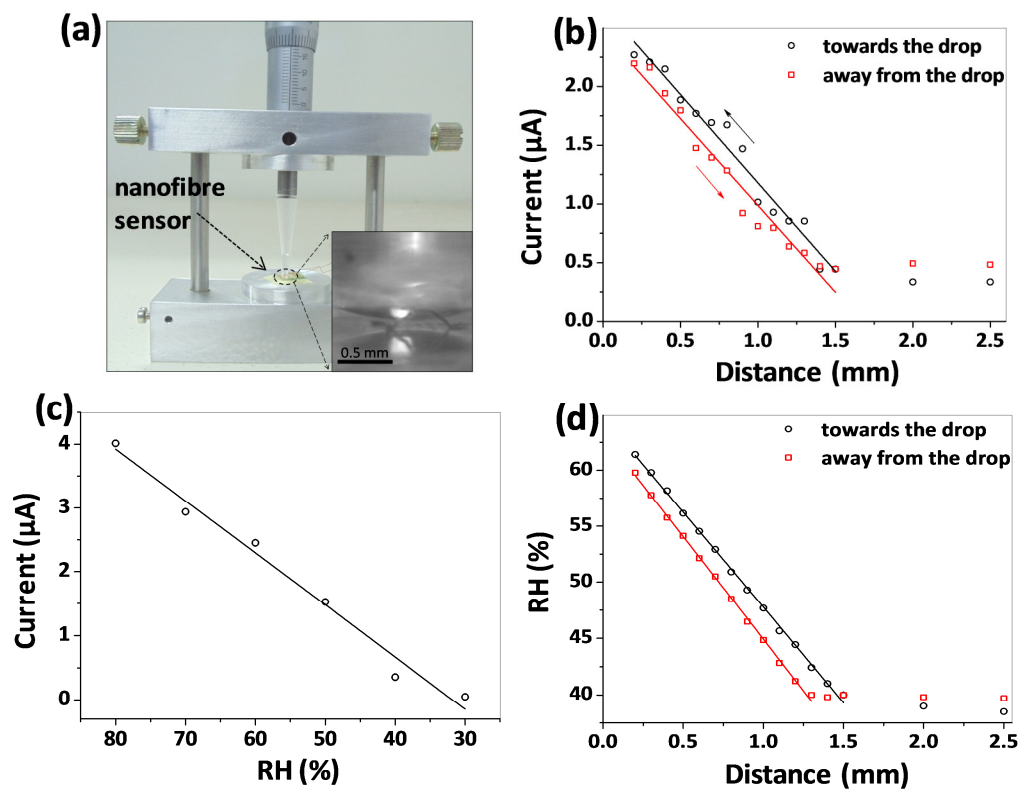 (a)
nanofibre
sensor
0.5 mm
(b)
towards the drop
away from the drop
2.0
1.5
1.0
0.5
0.0
Current (µA)
0.0 0.5 1.0 1.5 2.0 2.5
Distance (mm)
(c)
4
3
2
1
0
Current (µA)
80 70 60 50 40 30
RH (%)
(d)
towards the drop
away from the drop
60
55
50
45
40
RH (%)
0.0 0.5 1.0 1.5 2.0 2.5
Distance (mm)